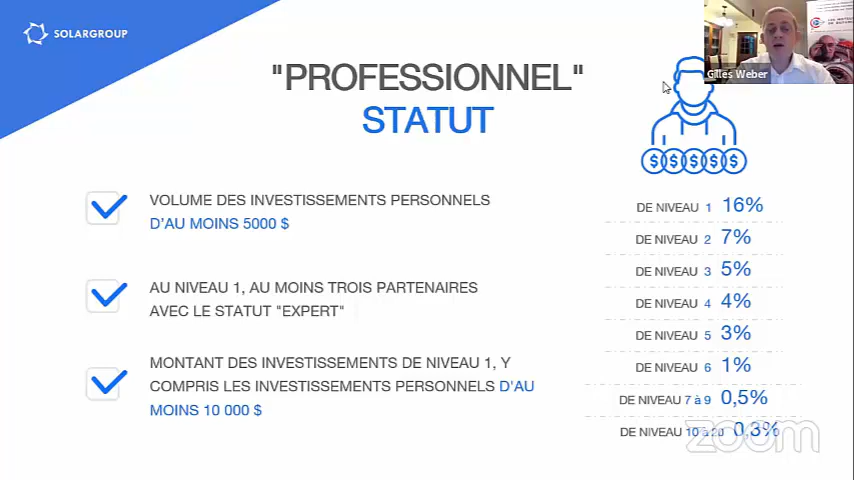 SOLARGROUP
Gilles Weber
"PROFESSIONNEL"
STATUT
VOLUME DES INVESTISSEMENTS PERSONNELS
D'AU MOINS 5000 $
AU NIVEAU 1, AU MOINS TROIS PARTENAIRES
AVEC LE STATUT "EXPERT"
MONTANT DES INVESTISSEMENTS DE NIVEAU 1, Y
COMPRIS LES INVESTISSEMENTS PERSONNELS D'AU
MOINS 10 000 $
$ $ $ $ $
DE NIVEAU 1 16%
DE NIVEAU 2 7%
DE NIVEAU 3 5%
DE NIVEAU 4 4%
DE NIVEAU 5 3%
DE NIVEAU 6 1%
DE NIVEAU 7 à 9 0,5%
DE NIVEAU 10 à 20 0,3%
zoom